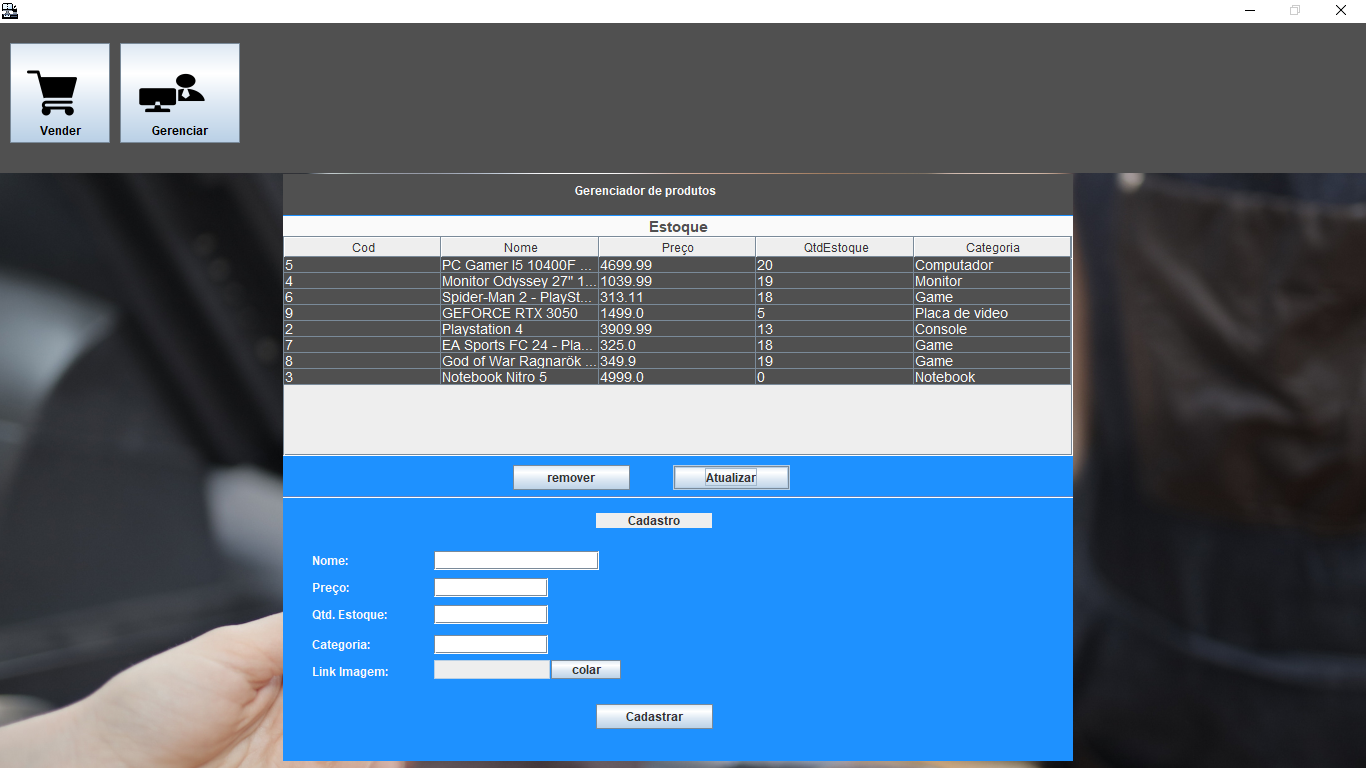 Vender Gerenciar
Gerenciador de produtos
Estoque
Cod Nome Preço QtdEstoque Categoria
5 PC Gamer I5 10400F ... 4699.99 20 Computador
4 Monitor Odyssey 27" 1... 1039.99 19 Monitor
6 Spider-Man 2 - PlaySt... 313.11 18 Game
9 GEFORCE RTX 3050 1499.0 5 Placa de video
2 Playstation 4 3909.99 13 Console
7 EA Sports FC 24 - Pla... 325.0 18 Game
8 God of War Ragnarök ... 349.9 19 Game
3 Notebook Nitro 5 4999.0 0 Notebook
remover Atualizar
Cadastro
Nome:
Preço:
Qtd. Estoque:
Categoria:
Link Imagem: colar
Cadastrar